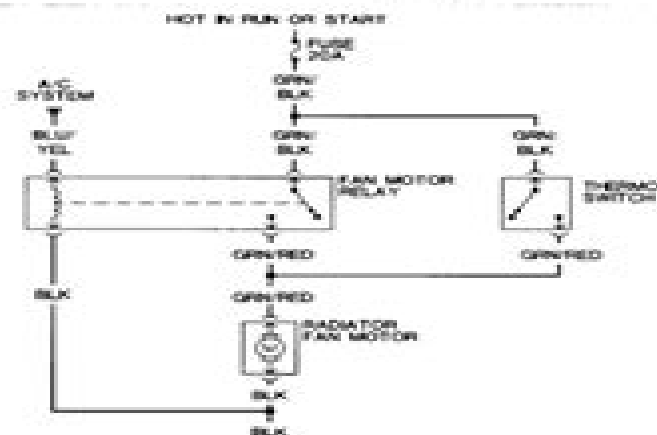 HOT IN RUN OR START
FUSE
20A
GRN/
BLK
A/C
SYSTEM
BLU/
YEL
GRN/
BLK
GRN/
BLK
FAN MOTOR
RELAY
THERMO
SWITCH
GRN/RED
GRN/RED
BLK
GRN/RED
RADIATOR
FAN MOTOR
BLK
BLK